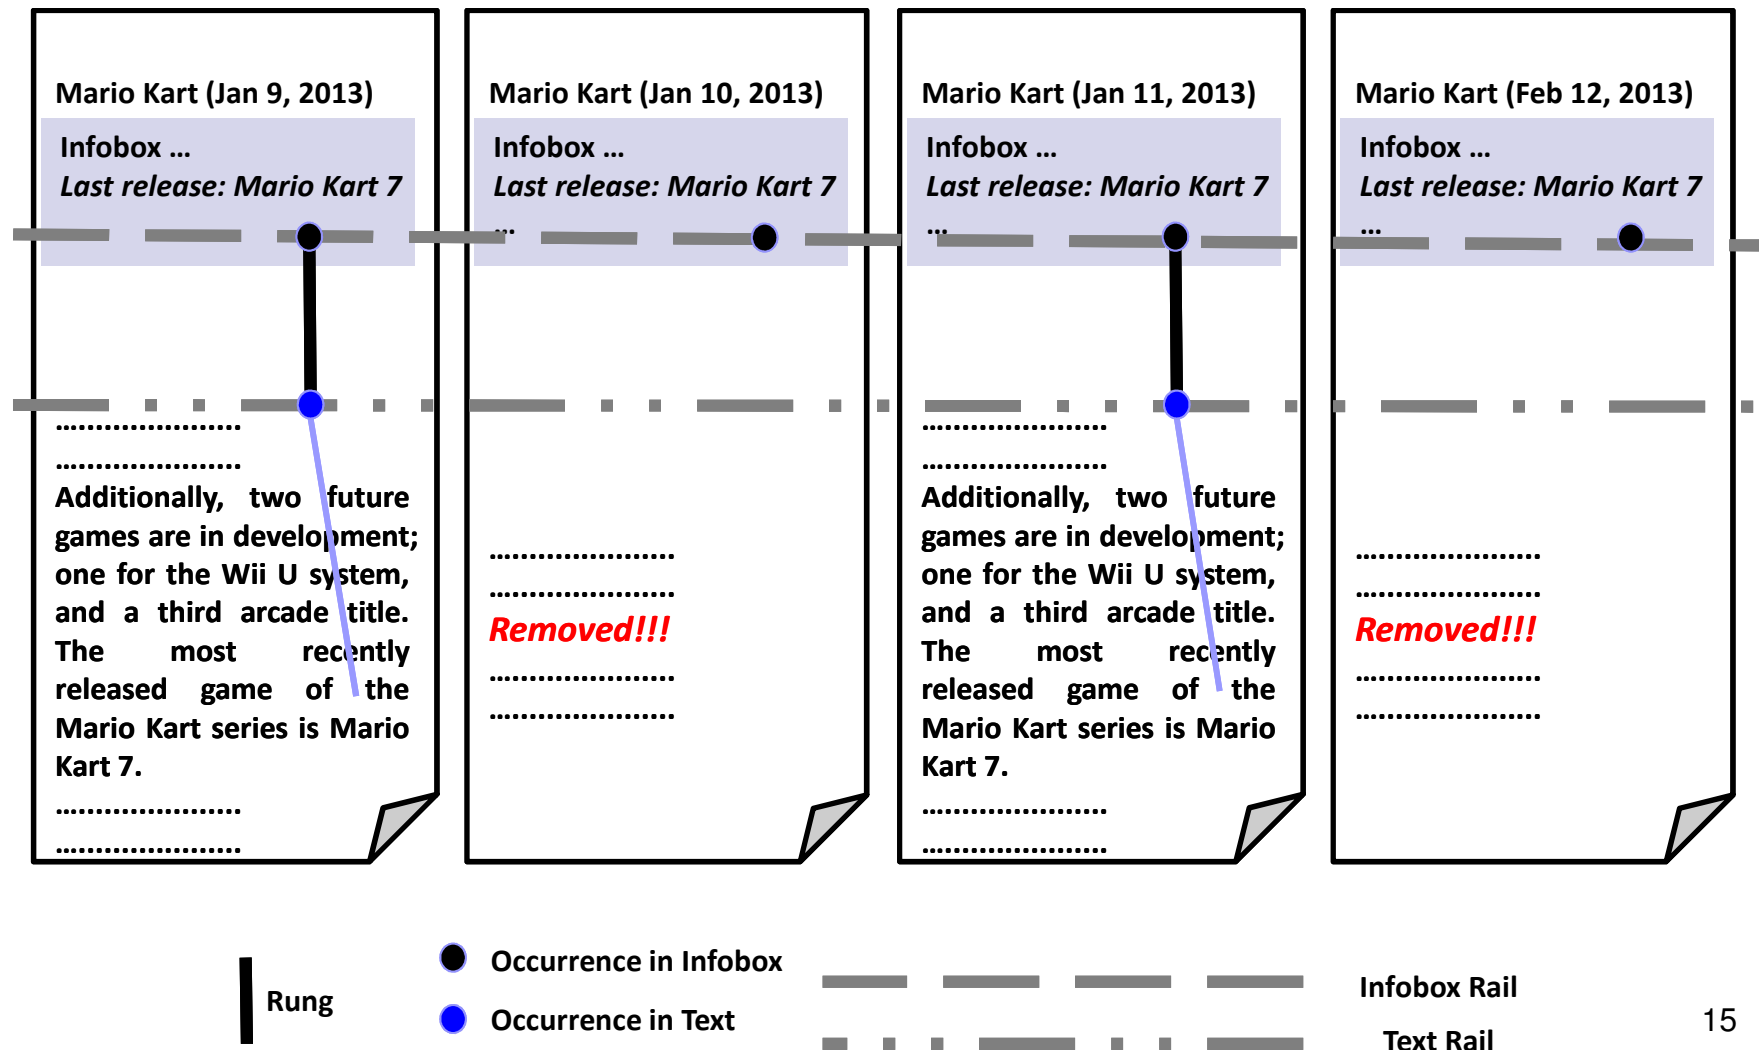 Mario Kart (Jan 9, 2013)
Infobox ...
Last release: Mario Kart 7
........................
........................
Additionally, two future
games are in development;
one for the Wii U system,
and a third arcade title.
The most recently
released game of the
Mario Kart series is Mario
Kart 7.
........................
........................
Mario Kart (Jan 10, 2013)
Infobox ...
Last release: Mario Kart 7
...
........................
........................
Removed!!!
........................
........................
Mario Kart (Jan 11, 2013)
Infobox ...
Last release: Mario Kart 7
...
........................
........................
Additionally, two future
games are in development;
one for the Wii U system,
and a third arcade title.
The most recently
released game of the
Mario Kart series is Mario
Kart 7.
........................
........................
Mario Kart (Feb 12, 2013)
Infobox ...
Last release: Mario Kart 7
...
........................
........................
Removed!!!
........................
........................
Rung
Occurrence in Infobox
Occurrence in Text
Infobox Rail
Text Rail
15